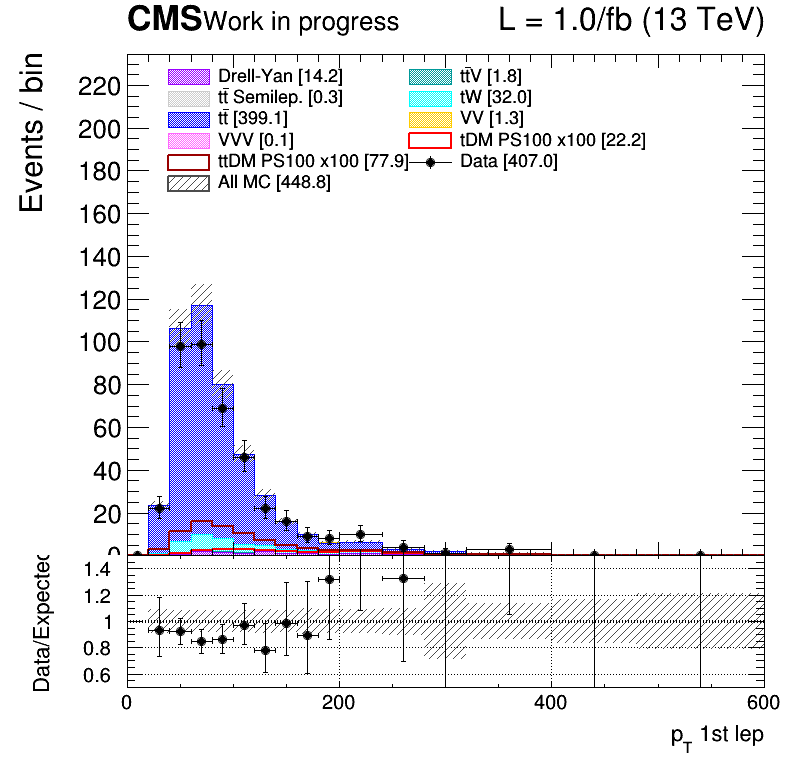 CMS Work in progress L = 1.0/fb (13 TeV)
Events / bin
220
200
180
160
140
120
100
80
60
40
20
0
Drell-Yan [14.2] tt̄V [1.8]
tt̄ Semilep. [0.3] tW [32.0]
tt̄ [399.1] VV [1.3]
VVV [0.1] tDM PS100 x100 [22.2]
ttDM PS100 x100 [77.9] Data [407.0]
All MC [448.8]
Data/Expected
1.4
1.2
1
0.8
0.6
0 200 400 600
p_T 1st lep